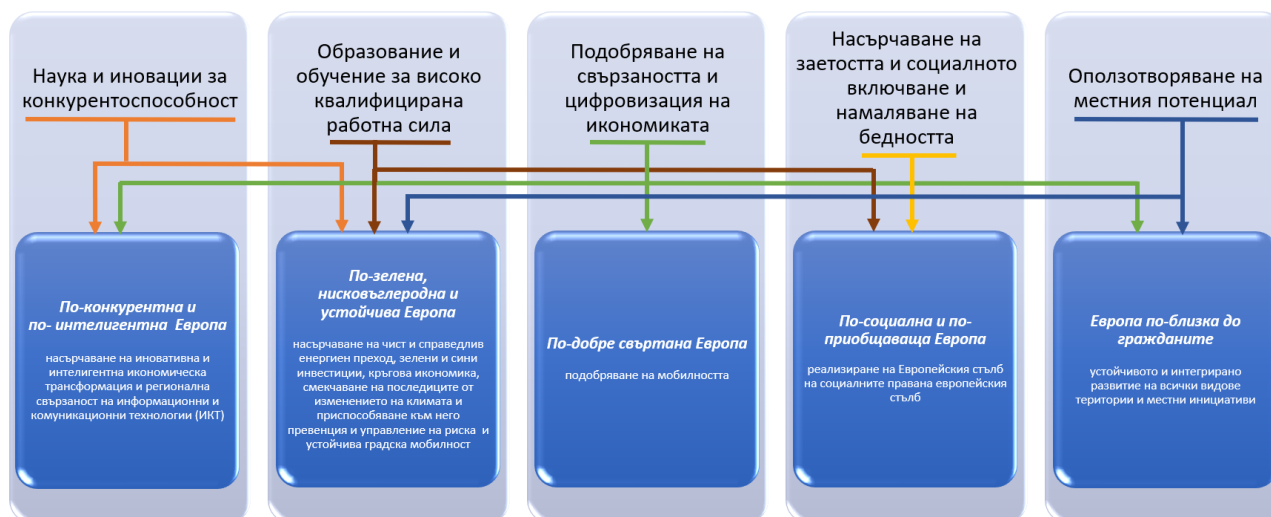 Наука и иновации за
конкурентоспособност
Образование и
обучение за високо
квалифицирана
работна сила
Подобряване на
свързаността и
цифровизация на
икономиката
Насърчаване на
заетостта и социалното
включване и
намаляване на
бедността
Оползотворяване на
местния потенциал
По-конкурентна и
по- интелигентна Европа
насърчаване на иновативна и
интелигентна икономическа
трансформация и регионална
свързаност на информационни и
комуникационни технологии (ИКТ)
По-зелена,
нисковъглеродна и
устойчива Европа
насърчаване на чист и справедлив
енергиен преход, зелени и сини
инвестиции, кръгова икономика,
смекчаване на последиците от
изменението на климата и
приспособяване към него
превенция и управление на риска и
устойчива градска мобилност
По-добре свъртана Европа
подобряване на мобилността
По-социална и по-
приобщаваща Европа
реализиране на Европейския стълб
на социалните правана европейския
стълб
Европа по-близка до
гражданите
устойчивото и интегрирано
развитие на всички видове
територии и местни инициативи